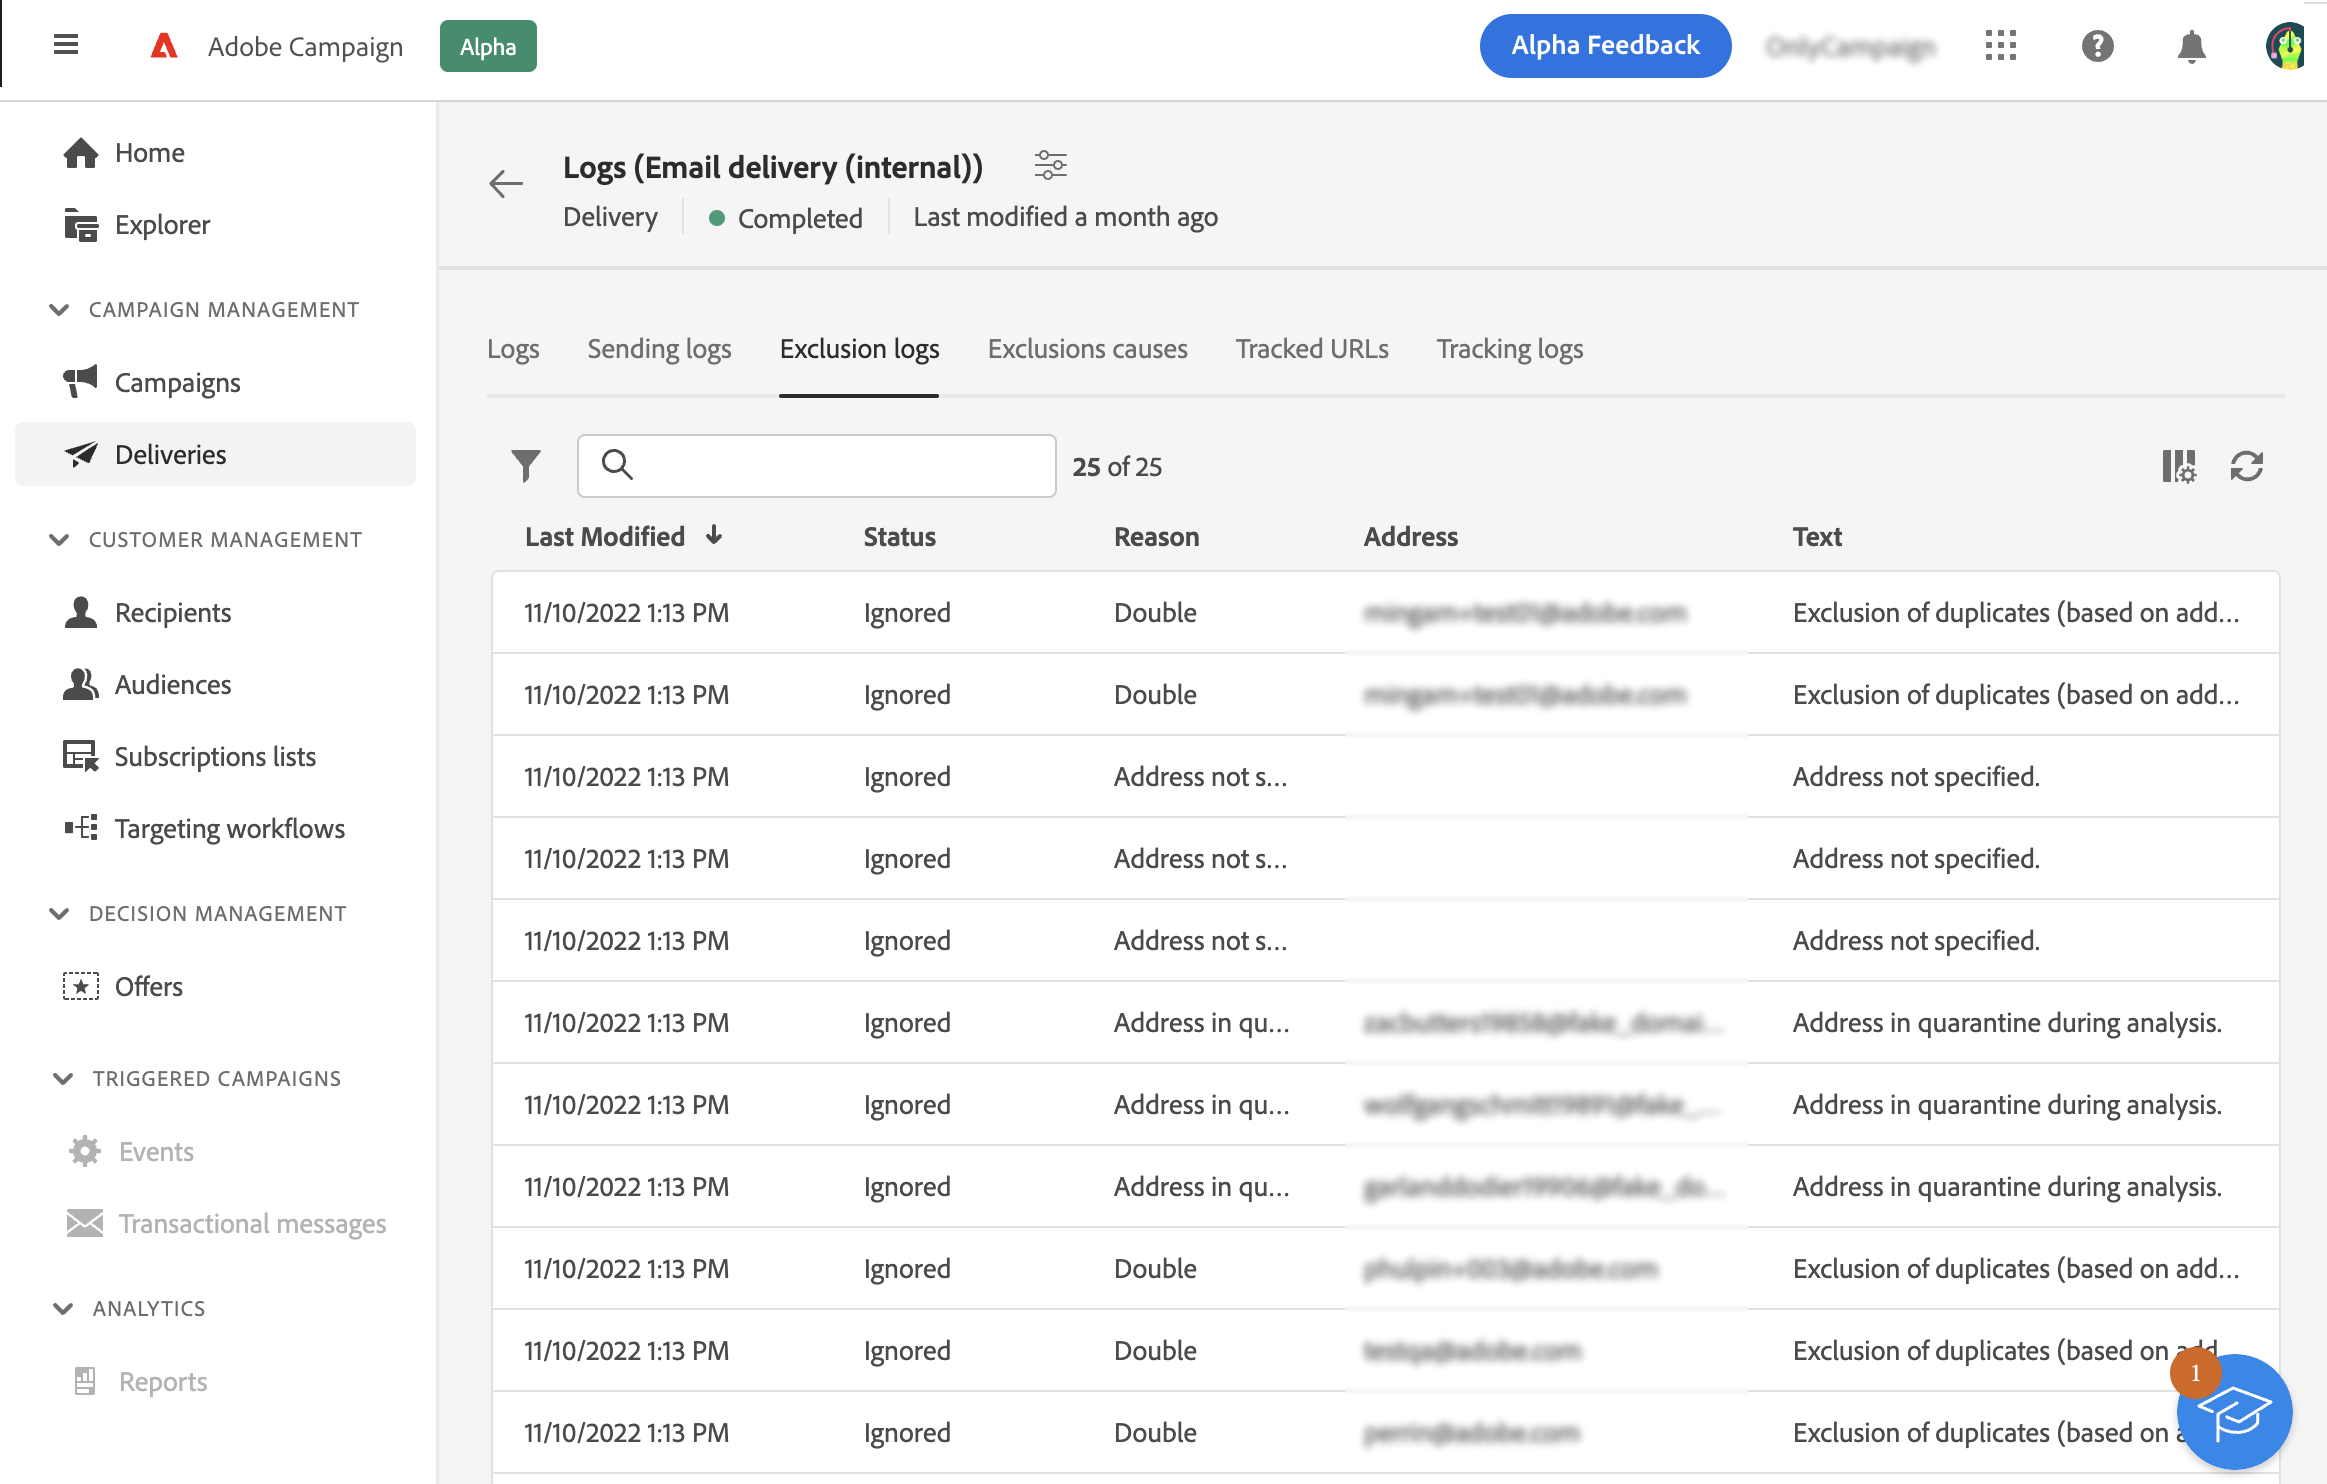 Adobe Campaign
Alpha
Alpha Feedback
Home
Explorer
CAMPAIGN MANAGEMENT
Campaigns
Deliveries
CUSTOMER MANAGEMENT
Recipients
Audiences
Subscriptions lists
Targeting workflows
DECISION MANAGEMENT
Offers
TRIGGERED CAMPAIGNS
Events
Transactional messages
ANALYTICS
Reports
Logs (Email delivery (internal))
Delivery Completed Last modified a month ago
Logs Sending logs Exclusion logs Exclusions causes Tracked URLs Tracking logs
25 of 25
Last Modified Status Reason Address Text
11/10/2022 1:13 PM Ignored Double Exclusion of duplicates (based on add...
11/10/2022 1:13 PM Ignored Double Exclusion of duplicates (based on add...
11/10/2022 1:13 PM Ignored Address not s... Address not specified.
11/10/2022 1:13 PM Ignored Address not s... Address not specified.
11/10/2022 1:13 PM Ignored Address not s... Address not specified.
11/10/2022 1:13 PM Ignored Address in qu... Address in quarantine during analysis.
11/10/2022 1:13 PM Ignored Address in qu... Address in quarantine during analysis.
11/10/2022 1:13 PM Ignored Address in qu... Address in quarantine during analysis.
11/10/2022 1:13 PM Ignored Double Exclusion of duplicates (based on add...
11/10/2022 1:13 PM Ignored Double Exclusion of duplicates (based on add
11/10/2022 1:13 PM Ignored Double Exclusion of duplicates (based on
1